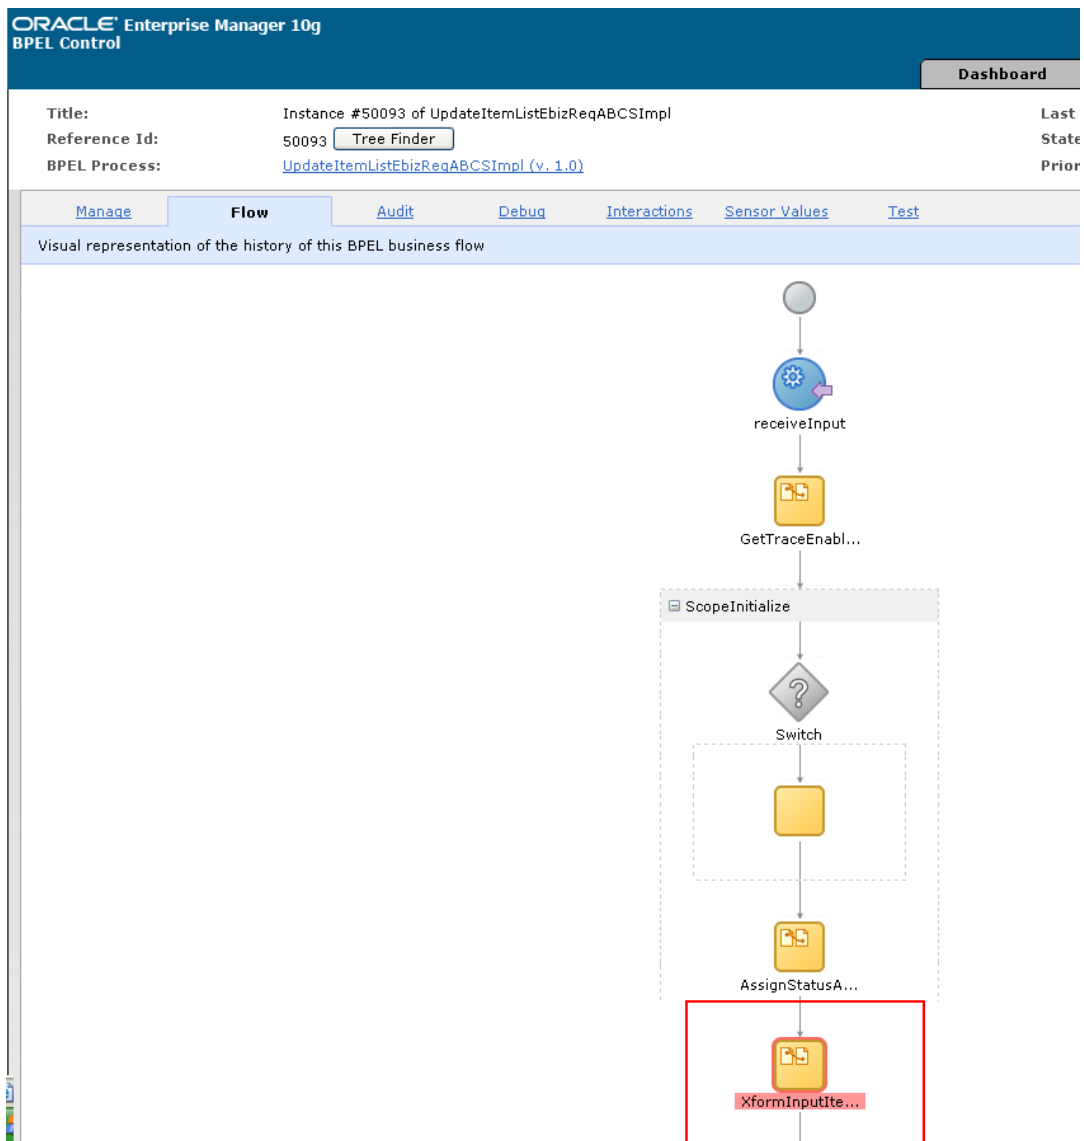 ORACLE Enterprise Manager 10g
BPEL Control
Dashboard
Title: Instance #50093 of UpdateItemListEbizReqABCSImpl Last
Reference Id: 50093 Tree Finder State
BPEL Process: UpdateItemListEbizReqABCSImpl (v. 1.0) Prior
Manage Flow Audit Debug Interactions Sensor Values Test
Visual representation of the history of this BPEL business flow
receiveInput
GetTraceEnabl...
ScopeInitialize
?
Switch
AssignStatusA...
XformInputIte...